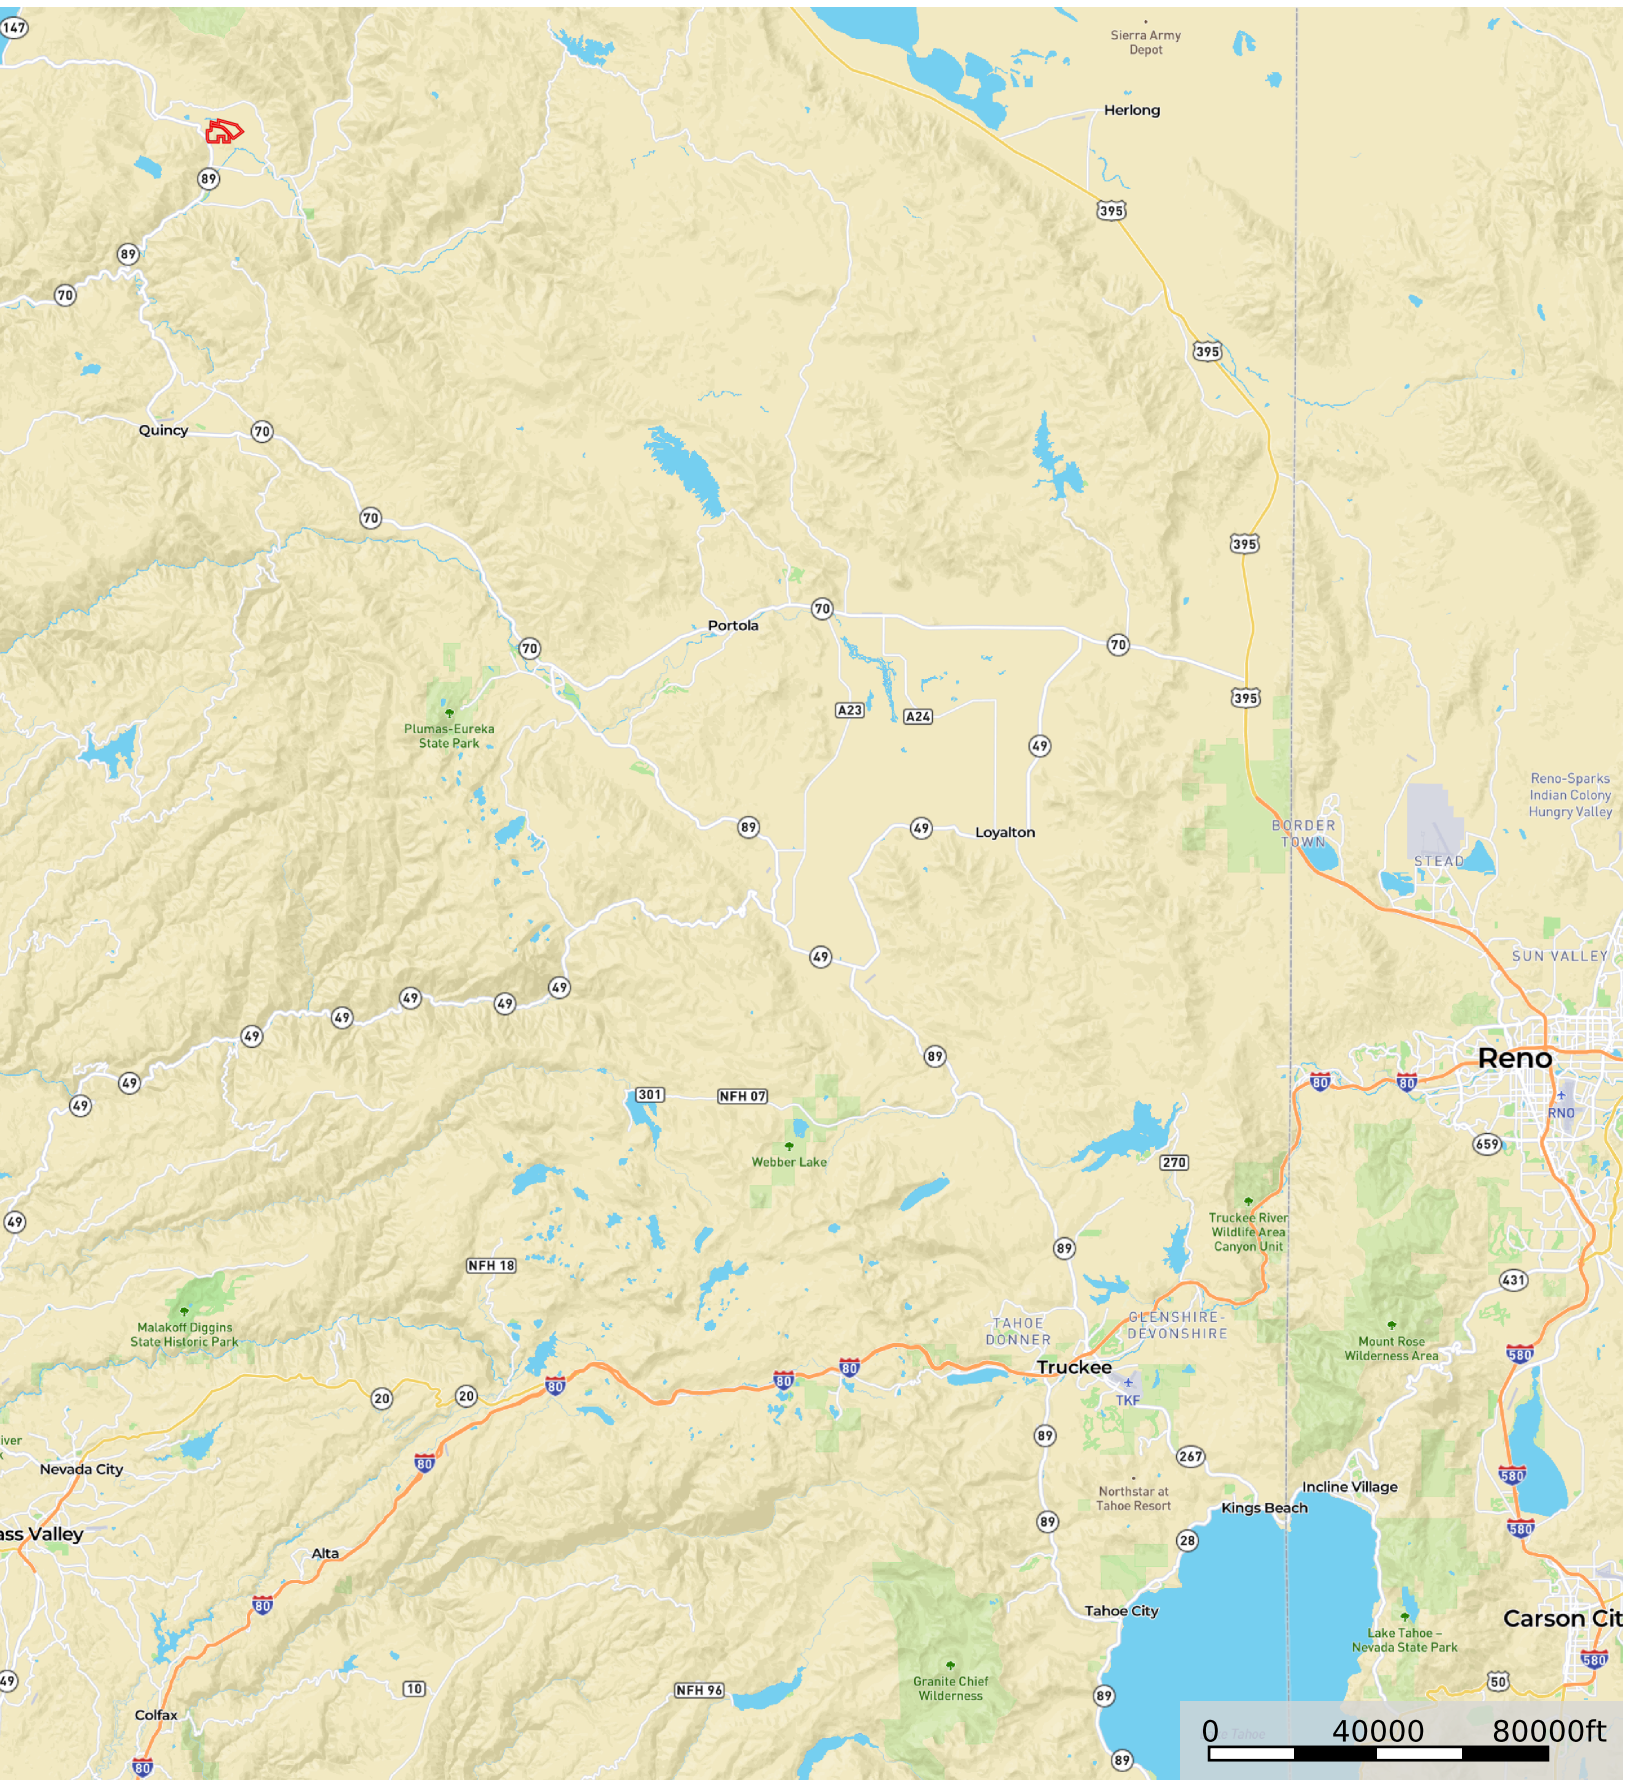 147
Sierra Army
Depot
Herlong
89
395
89
70
395
Quincy
70
70
395
70
Portola
70
70
395
A23
A24
Plumas-Eureka
State Park
49
Reno-Sparks
Indian Colony
Hungry Valley
89
49
Loyalton
BORDER
TOWN
STEAD
49
SUN VALLEY
49
49
49
49
49
89
Reno
49
49
301
NFH 07
80
80
RNO
659
Webber Lake
270
49
Truckee River
Wildlife Area
Canyon Unit
89
NFH 18
431
Malakoff Diggins
State Historic Park
TAHOE
DONNER
GLENSHIRE-
DEVONSHIRE
Mount Rose
Wilderness Area
580
Truckee
80
80
80
20
20
TKF
89
iver
k
267
80
Nevada City
580
Northstar at
Tahoe Resort
Incline Village
Kings Beach
89
580
ass Valley
28
Alta
80
Tahoe City
Carson Cit
Lake Tahoe –
Nevada State Park
580
49
10
NFH 96
Granite Chief
Wilderness
89
50
Colfax
0 40000 80000ft
e Tahoe
80
89